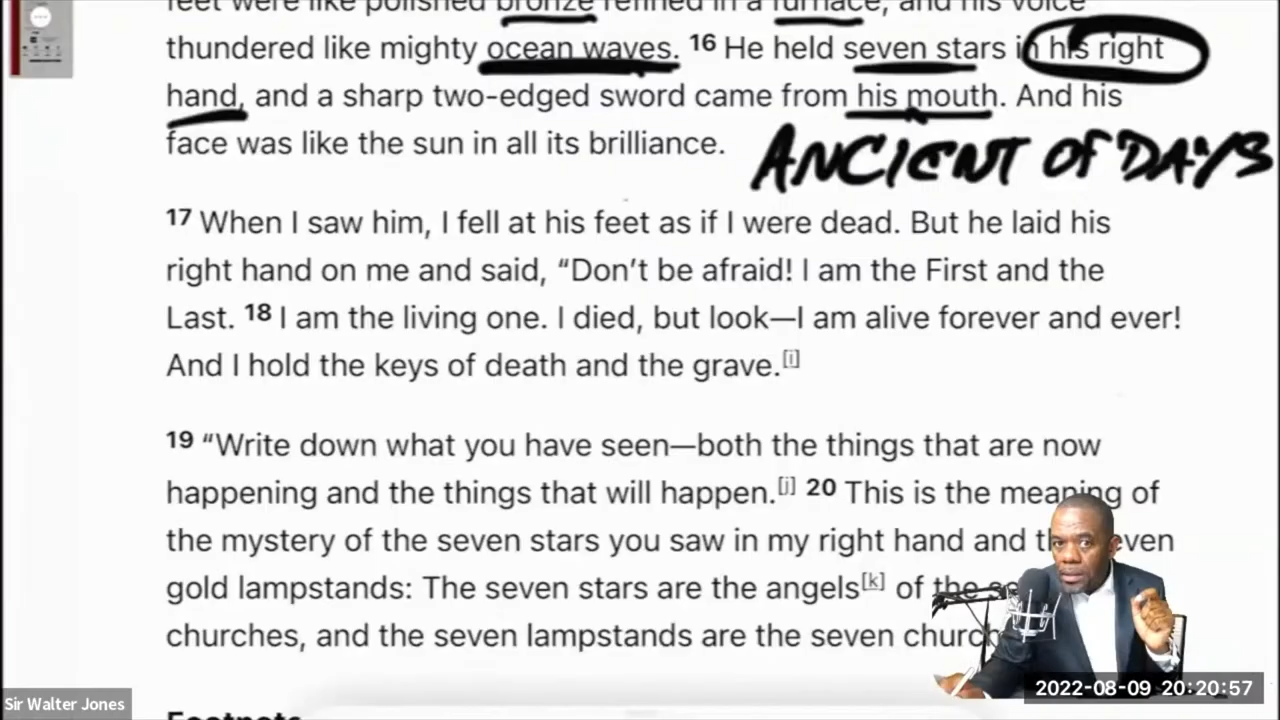 feet were like polished bronze refined in a furnace, and his voice
thundered like mighty ocean waves. 16 He held seven stars in his right
hand, and a sharp two-edged sword came from his mouth. And his
face was like the sun in all its brilliance.
ANCIENT OF DAYS
17 When I saw him, I fell at his feet as if I were dead. But he laid his
right hand on me and said, “Don’t be afraid! I am the First and the
Last. 18 I am the living one. I died, but look—I am alive forever and ever!
And I hold the keys of death and the grave.[i]
19 “Write down what you have seen—both the things that are now
happening and the things that will happen.[j] 20 This is the meaning of
the mystery of the seven stars you saw in my right hand and the seven
gold lampstands: The seven stars are the angels[k] of the
churches, and the seven lampstands are the seven church
Sir Walter Jones
2022-08-09 20:20:57